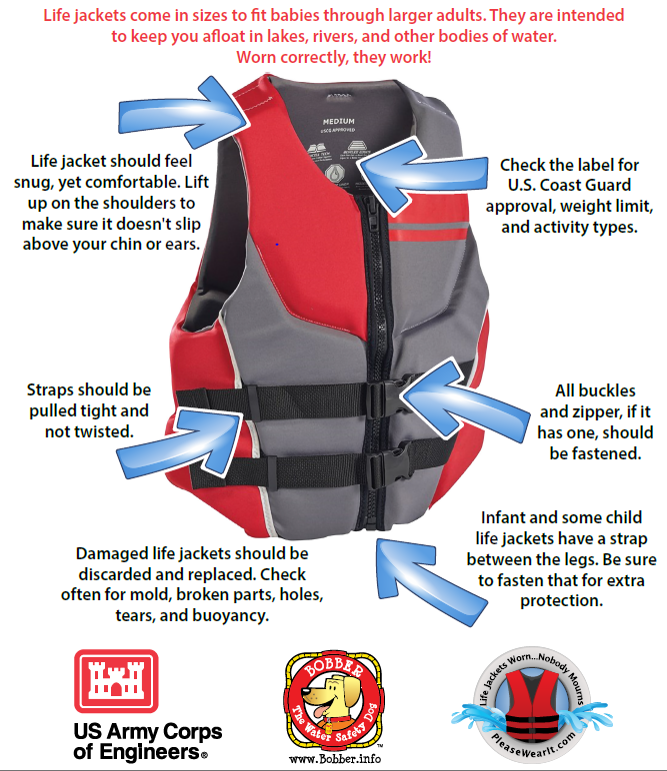 Life jackets come in sizes to fit babies through larger adults. They are intended
to keep you afloat in lakes, rivers, and other bodies of water.
Worn correctly, they work!
MEDIUM
USCG APPROVED
Life jacket should feel
snug, yet comfortable. Lift
up on the shoulders to
make sure it doesn't slip
above your chin or ears.
Check the label for
U.S. Coast Guard
approval, weight limit,
and activity types.
Straps should be
pulled tight and
not twisted.
All buckles
and zipper, if it
has one, should
be fastened.
Infant and some child
life jackets have a strap
between the legs. Be sure
to fasten that for extra
protection.
Damaged life jackets should be
discarded and replaced. Check
often for mold, broken parts, holes,
tears, and buoyancy.
US Army Corps
of Engineers®
BOBBER
The Water Safety Dog
™
www.Bobber.info
Life Jackets Worn...Nobody Mourns
PleaseWearIt.com